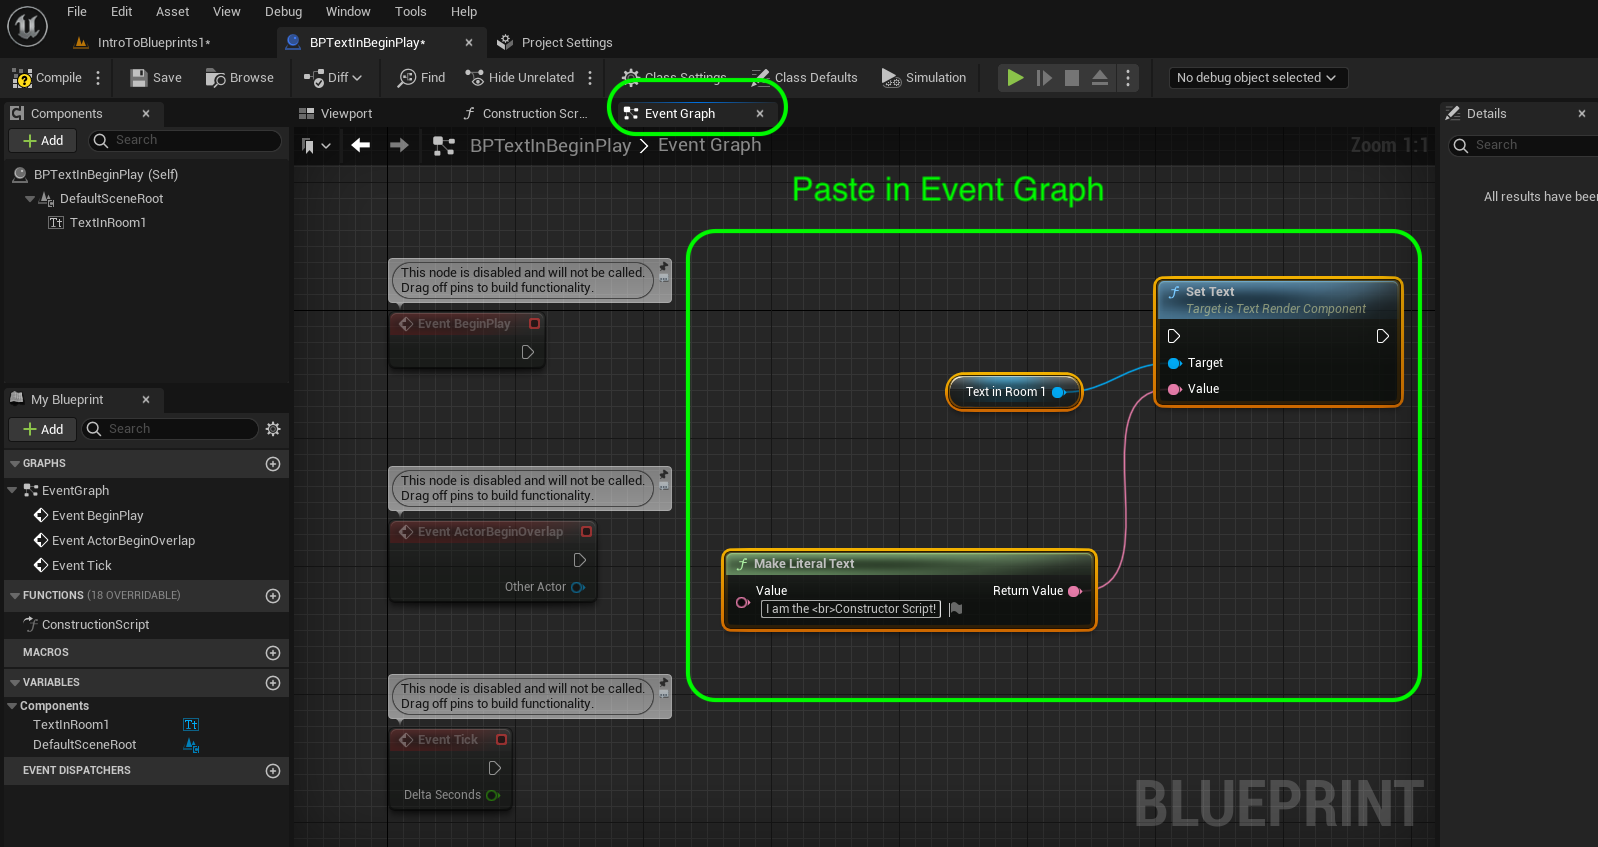 File Edit Asset View Debug Window Tools Help
IntroToBlueprints1* BPTextInBeginPlay* Project Settings
Compile Save Browse Diff Find Hide Unrelated Class Settings Class Defaults Simulation No debug object selected
Components
Add Search
BPTextInBeginPlay (Self)
DefaultSceneRoot
Tt TextInRoom1
My Blueprint
Add Search
GRAPHS
EventGraph
Event BeginPlay
Event ActorBeginOverlap
Event Tick
FUNCTIONS (18 OVERRIDABLE)
ConstructionScript
MACROS
VARIABLES
Components
TextInRoom1 Tt
DefaultSceneRoot
EVENT DISPATCHERS
Viewport Construction Scr... Event Graph
BPTextInBeginPlay > Event Graph Zoom 1:1
Paste in Event Graph
This node is disabled and will not be called.
Drag off pins to build functionality.
Event BeginPlay
This node is disabled and will not be called.
Drag off pins to build functionality.
Event ActorBeginOverlap
Other Actor
This node is disabled and will not be called.
Drag off pins to build functionality.
Event Tick
Delta Seconds
f Set Text
Target is Text Render Component
Target
Value
Text in Room 1
f Make Literal Text
Value Return Value
I am the <br>Constructor Script!
BLUEPRINT
Details
Search
All results have been